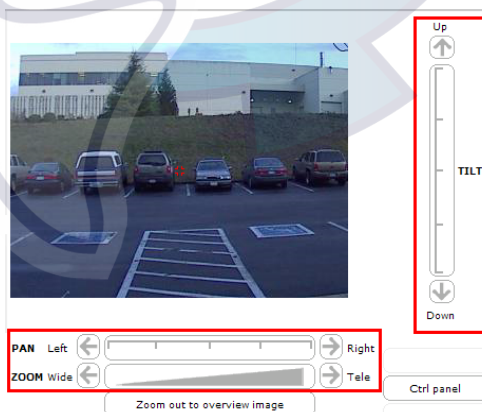 Up
TILT
Down
PAN Left Right
ZOOM Wide Tele
Ctrl panel
Zoom out to overview image